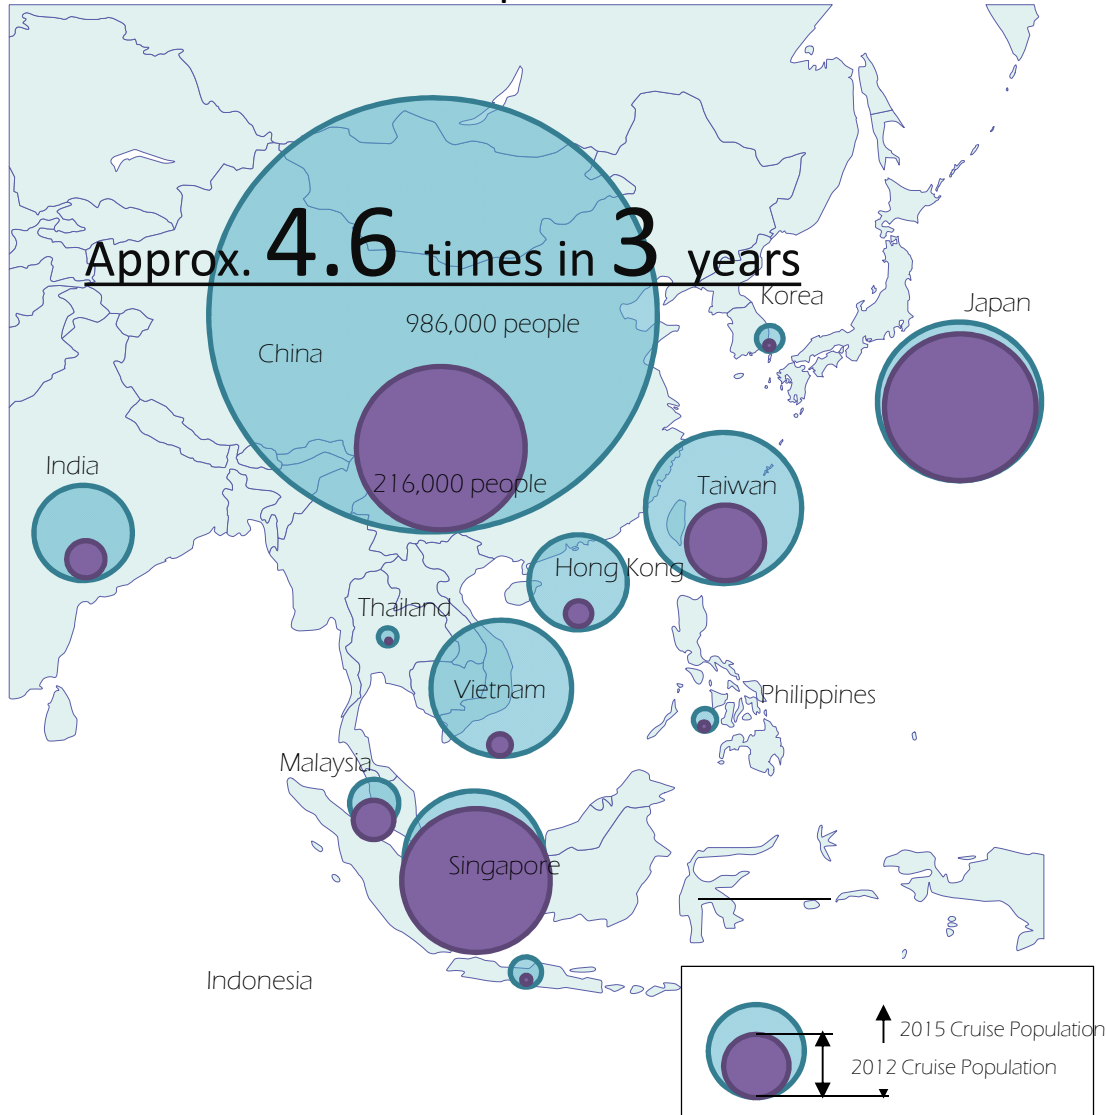 Approx. 4.6 times in 3 years
Korea
Japan
986,000 people
China
India
216,000 people
Taiwan
Hong Kong
Thailand
Vietnam
Philippines
Malaysia
Singapore
Indonesia
2015 Cruise Population
2012 Cruise Population